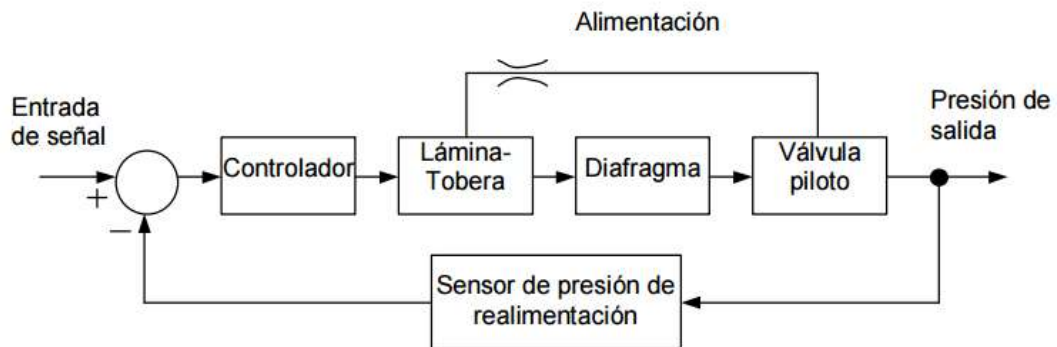 Alimentación
Entrada
de señal
Presión de
salida
Controlador
Lámina-
Tobera
Diafragma
Válvula
piloto
+
−
Sensor de presión de
realimentación